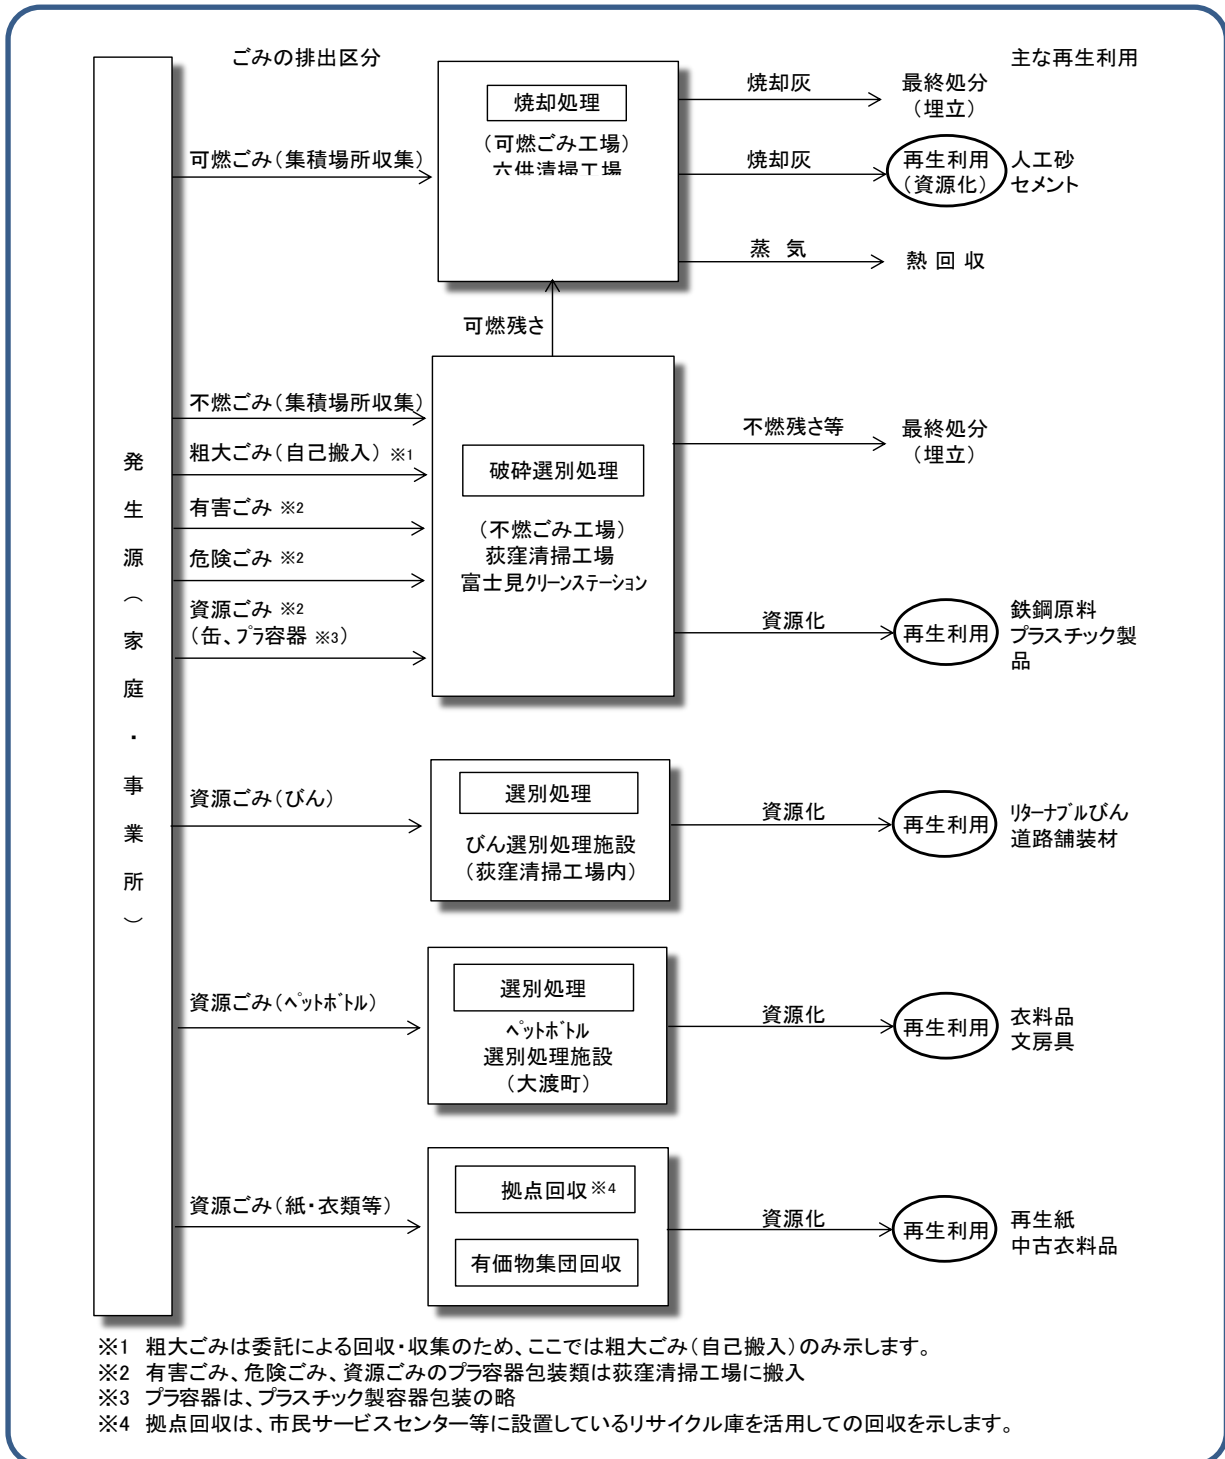 ごみの排出区分
主な再生利用
発生源（家庭・事業所）
可燃ごみ（集積場所収集）
焼却処理
（可燃ごみ工場）
六供清掃工場
焼却灰
最終処分
（埋立）
焼却灰
再生利用
（資源化）
人工砂
セメント
蒸 気
熱 回 収
可燃残さ
不燃ごみ（集積場所収集）
粗大ごみ（自己搬入） ※1
有害ごみ ※2
危険ごみ ※2
資源ごみ ※2
（缶、プラ容器 ※3）
破砕選別処理
（不燃ごみ工場）
荻窪清掃工場
富士見クリーンステーション
不燃残さ等
最終処分
（埋立）
資源化
再生利用
鉄鋼原料
プラスチック製
品
資源ごみ（びん）
選別処理
びん選別処理施設
（荻窪清掃工場内）
資源化
再生利用
リターナブルびん
道路舗装材
資源ごみ（ペットボトル）
選別処理
ペットボトル
選別処理施設
（大渡町）
資源化
再生利用
衣料品
文房具
資源ごみ（紙・衣類等）
拠点回収※4
有価物集団回収
資源化
再生利用
再生紙
中古衣料品
※1 粗大ごみは委託による回収・収集のため、ここでは粗大ごみ（自己搬入）のみ示します。
※2 有害ごみ、危険ごみ、資源ごみのプラ容器包装類は荻窪清掃工場に搬入
※3 プラ容器は、プラスチック製容器包装の略
※4 拠点回収は、市民サービスセンター等に設置しているリサイクル庫を活用しての回収を示します。